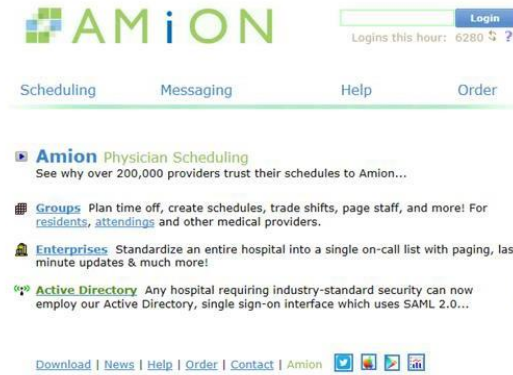 AMiON
Login
Logins this hour: 6280 ?
Scheduling Messaging Help Order
Amion Physician Scheduling
See why over 200,000 providers trust their schedules to Amion...
Groups Plan time off, create schedules, trade shifts, page staff, and more! For
residents, attendings and other medical providers.
Enterprises Standardize an entire hospital into a single on-call list with paging, las
minute updates & much more!
Active Directory Any hospital requiring industry-standard security can now
employ our Active Directory, single sign-on interface which uses SAML 2.0...
Download | News | Help | Order | Contact | Amion